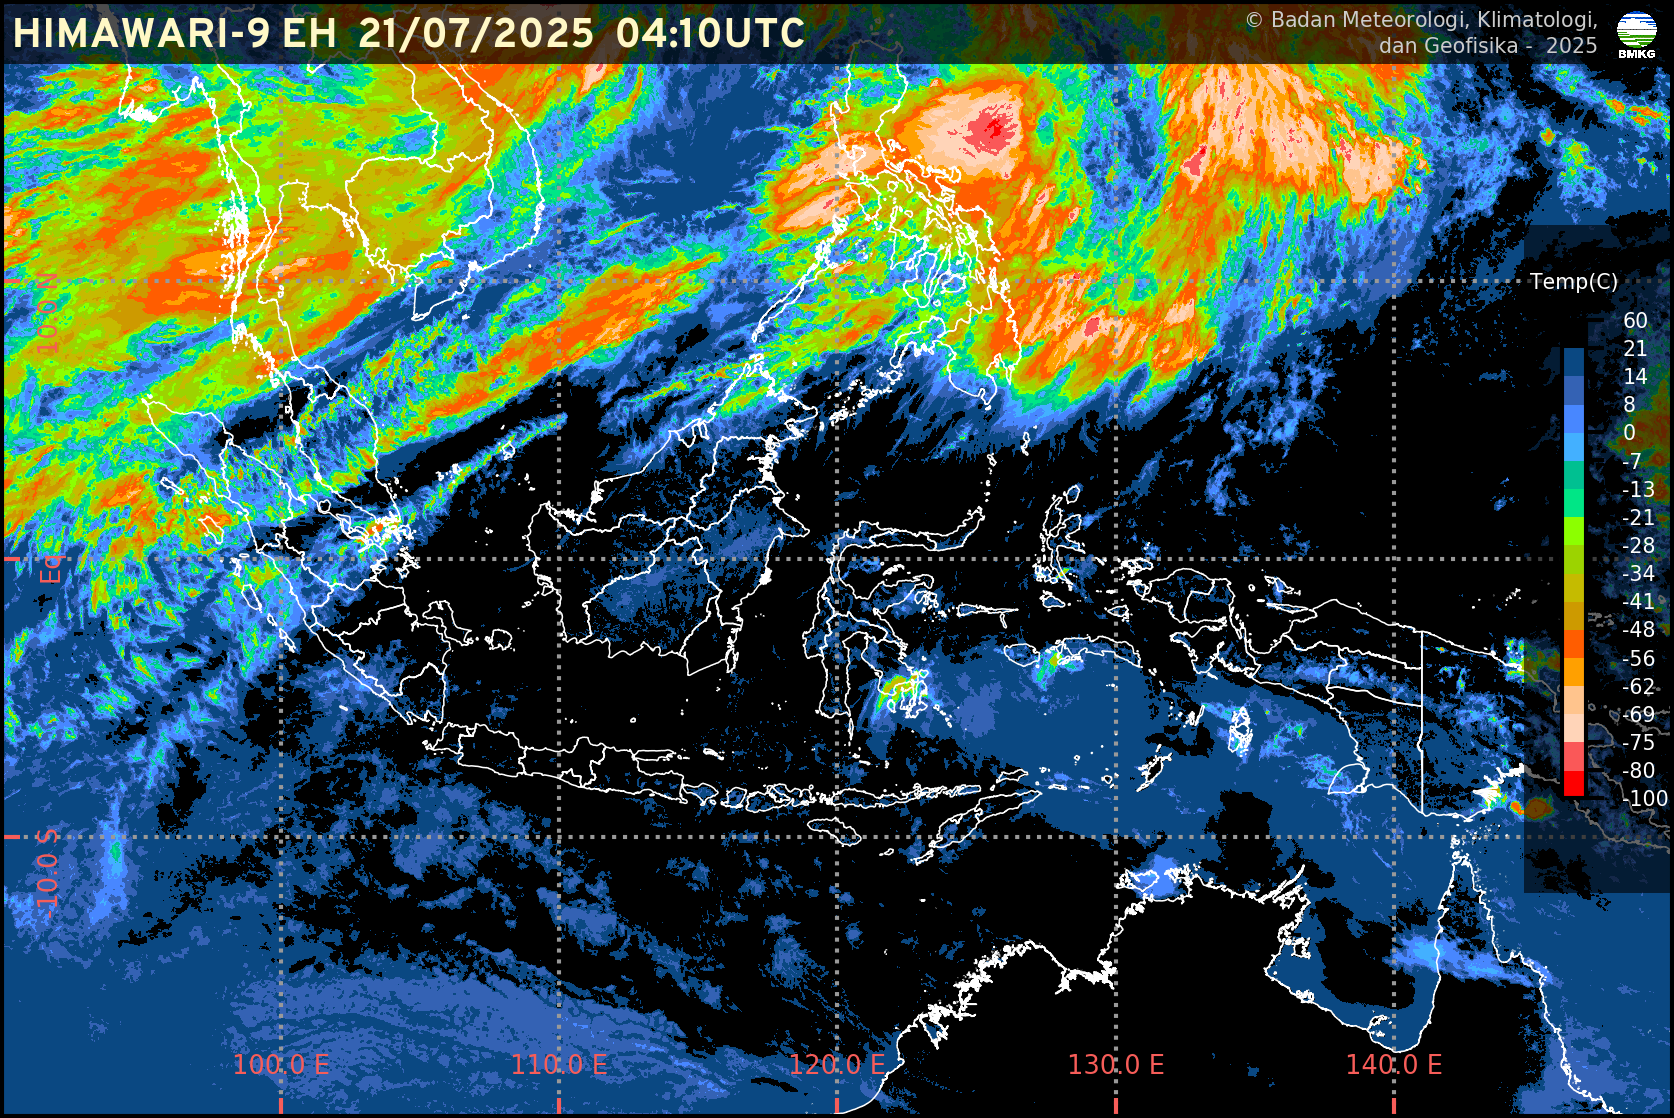 HIMAWARI-9 EH 21/07/2025 04:10UTC
© Badan Meteorologi, Klimatologi,
dan Geofisika - 2025
BMKG
Temp(C)
60
21
14
8
0
-7
-13
-21
-28
-34
-41
-48
-56
-62
-69
-75
-80
-100
10.0 N
Eq
-10.0 S
100.0 E
110.0 E
120.0 E
130.0 E
140.0 E